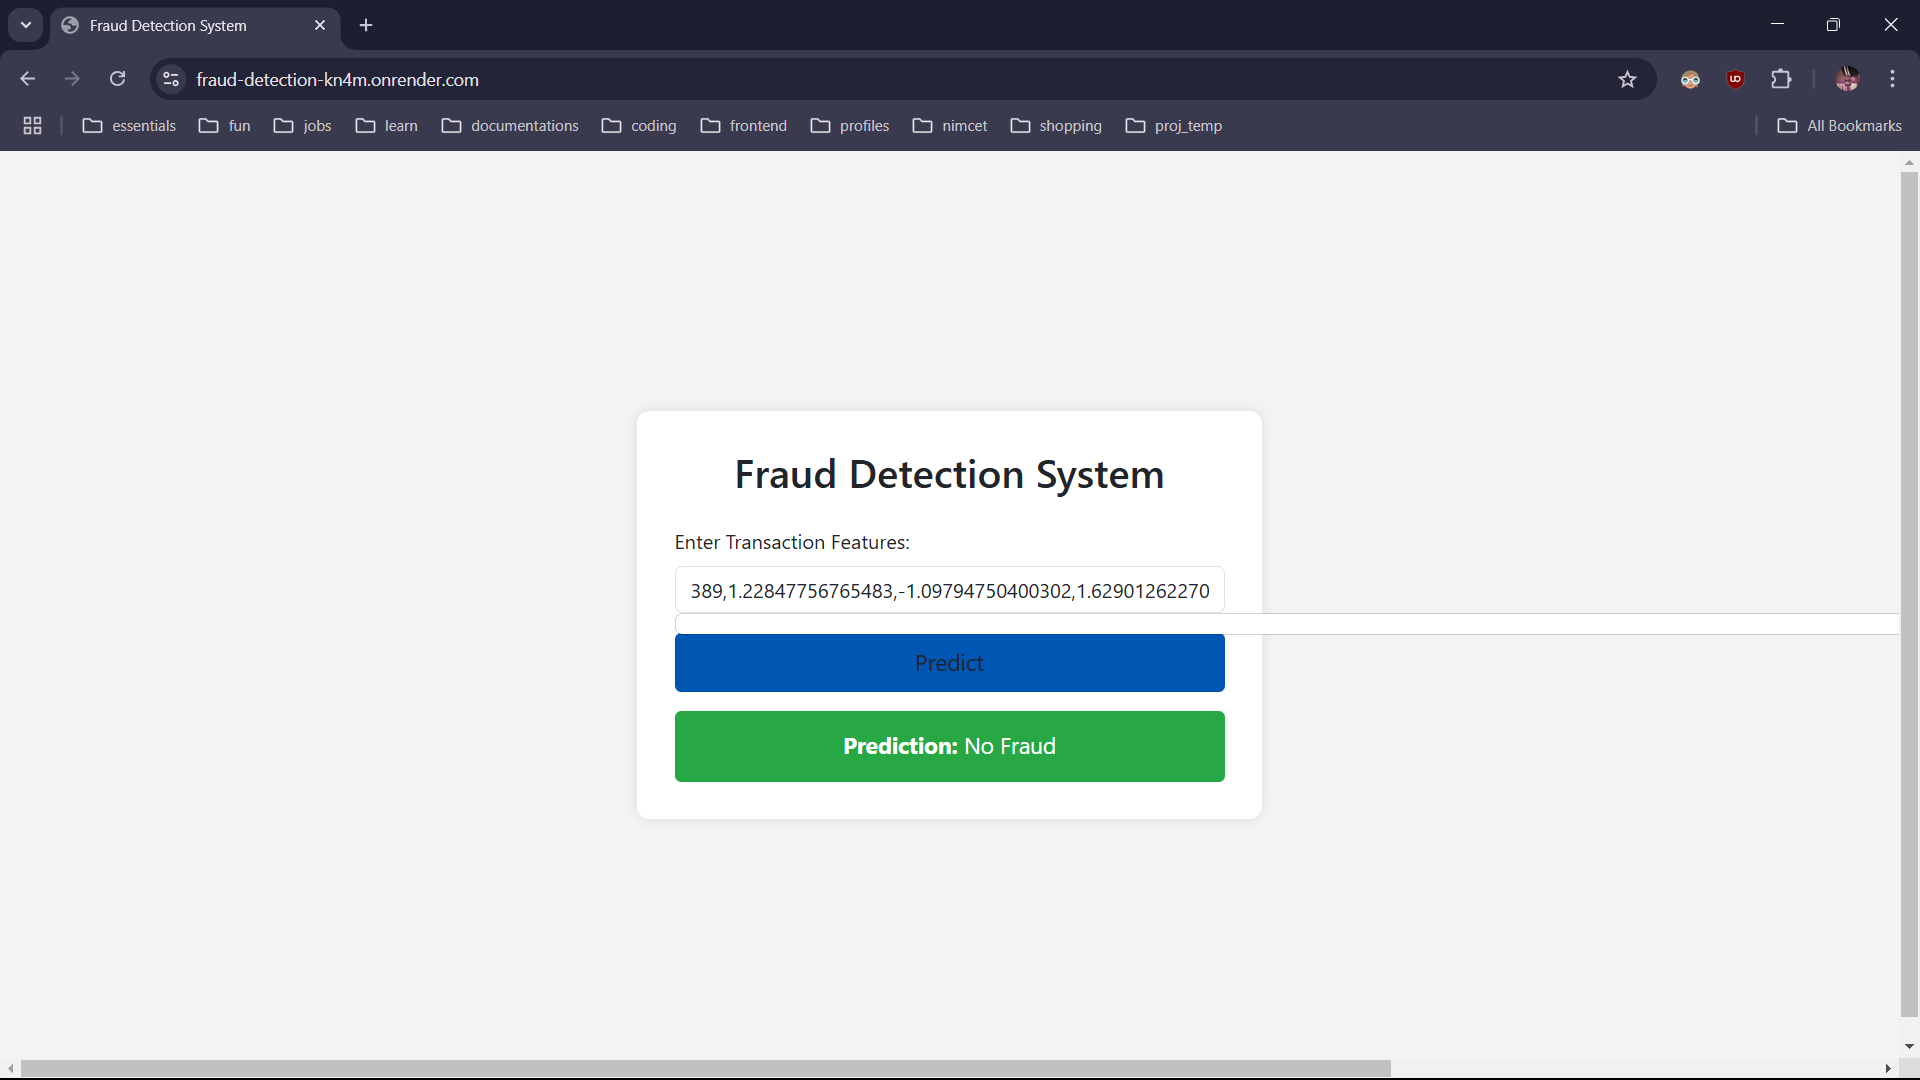 Fraud Detection System
fraud-detection-kn4m.onrender.com
essentials fun jobs learn documentations coding frontend profiles nimcet shopping proj_temp All Bookmarks
Fraud Detection System
Enter Transaction Features:
389,1.22847756765483,-1.09794750400302,1.62901262270
Predict
Prediction: No Fraud